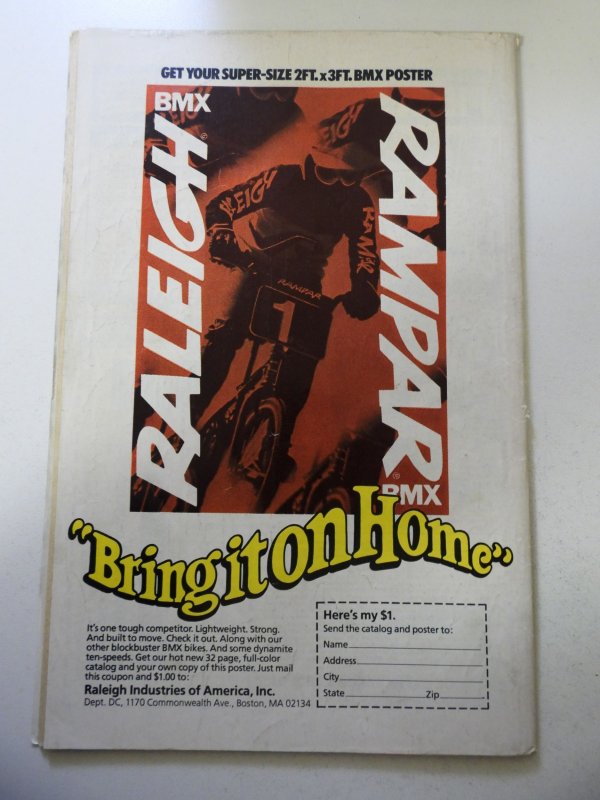 GET YOUR SUPER-SIZE 2FT. x 3FT. BMX POSTER
BMX
RALEIGH
RAMPAR
BMX
RALEIGH
RAMPAR
1
"Bring it on Home"
It's one tough competitor. Lightweight. Strong.
And built to move. Check it out. Along with our
other blockbuster BMX bikes. And some dynamite
ten-speeds. Get our hot new 32 page, full-color
catalog and your own copy of this poster. Just mail
this coupon and $1.00 to:
Raleigh Industries of America, Inc.
Dept. DC, 1170 Commonwealth Ave., Boston, MA 02134
Here's my $1.
Send the catalog and poster to:
Name
Address
City
State Zip